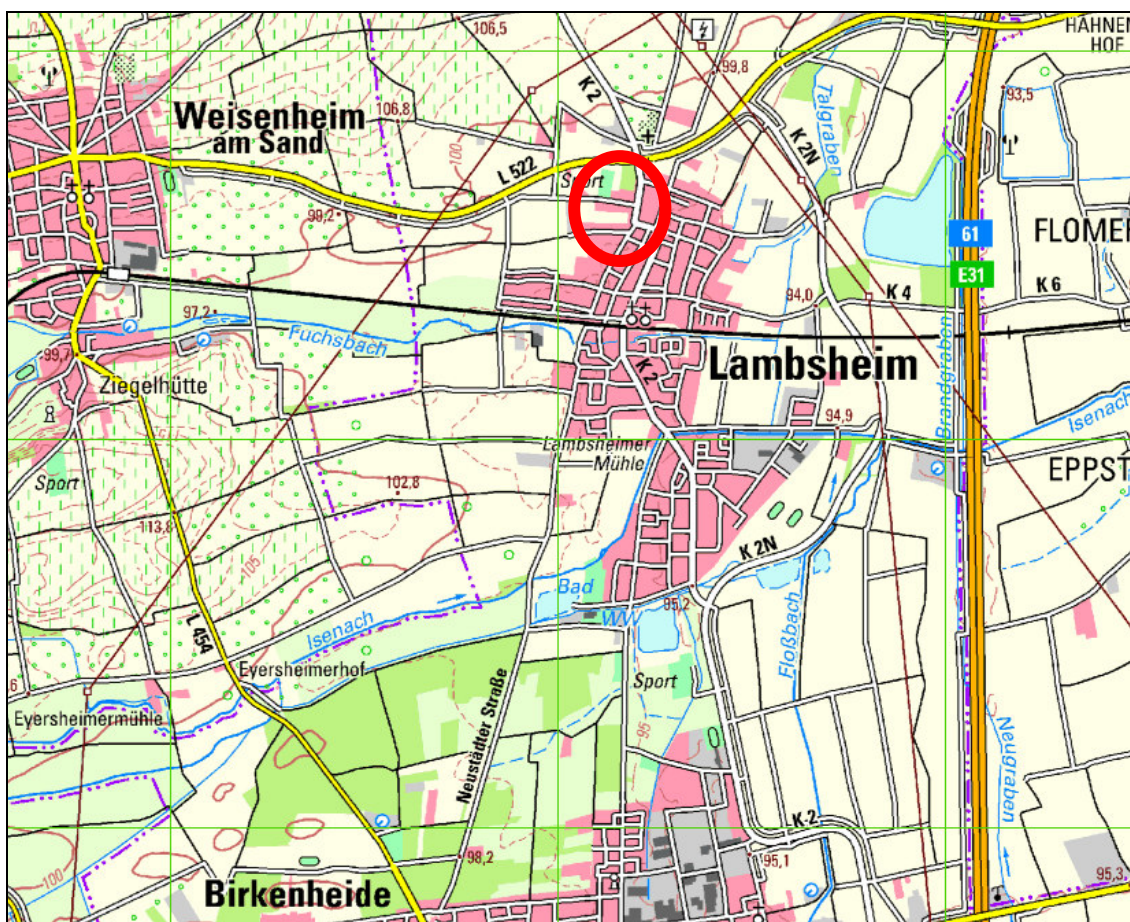 106,5
HAHNEN
HOF
99,8
93,5
Weisenheim
am Sand
106,8
K 2
Talgraben
K 2N
100
L 522
Sport
99,2
61
FLOMER
E31
K 4
K 6
94,0
97,2
Fuchsbach
99,7
Ziegelhütte
K 2
Lambsheim
Brandgraben
Isenach
94,9
Lambsheimer
Mühle
EPPST
Sport
102,8
113,8
105
K 2N
Bad
WW
95,2
Isenach
L 454
Floßbach
Eyersheimerhof
6
Eyersheimermühle
Sport
Neustädter Straße
95
Neugraben
K 2
98,2
95,1
100
95,3
Birkenheide